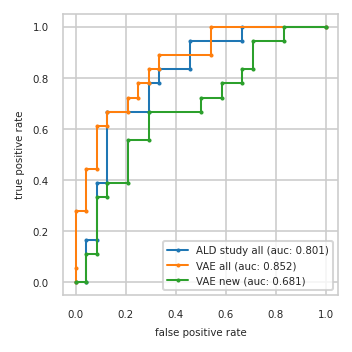 1.0
0.8
0.6
0.4
0.2
0.0
true positive rate
ALD study all (auc: 0.801)
VAE all (auc: 0.852)
VAE new (auc: 0.681)
0.0 0.2 0.4 0.6 0.8 1.0
false positive rate